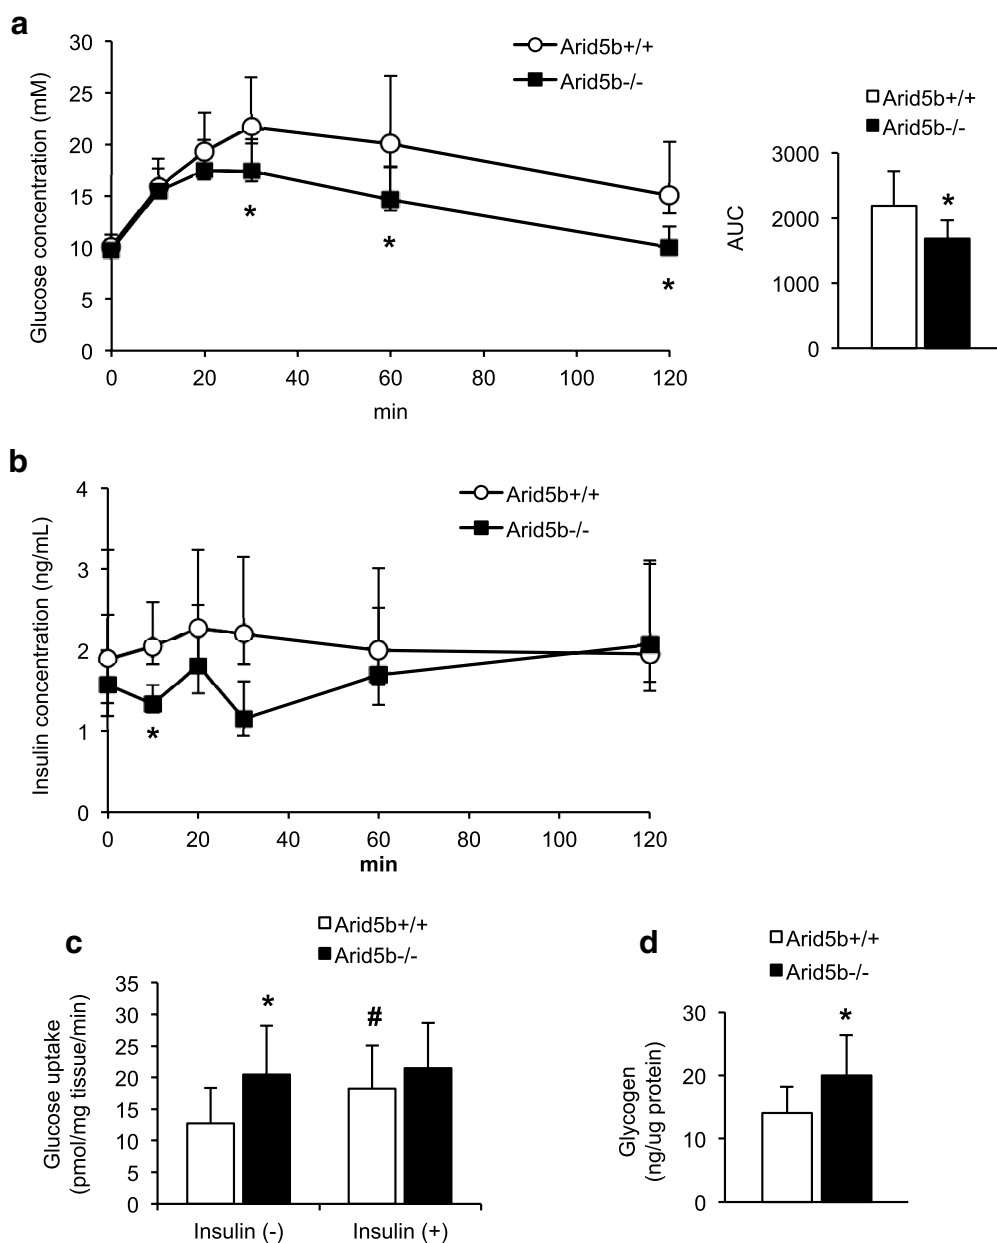 a
Arid5b+/+
Arid5b-/-
Glucose concentration (mM)
30
25
20
15
10
5
0
*
*
*
0 20 40 60 80 100 120
min
Arid5b+/+
Arid5b-/-
AUC
3000
2000
1000
0
*
b
Arid5b+/+
Arid5b-/-
Insulin concentration (ng/mL)
4
3
2
1
0
*
0 20 40 60 80 100 120
min
c
Arid5b+/+
Arid5b-/-
Glucose uptake
(pmol/mg tissue/min)
35
30
25
20
15
10
5
0
*
#
Insulin (-) Insulin (+)
d
Arid5b+/+
Arid5b-/-
Glycogen
(ng/ug protein)
30
20
10
0
*